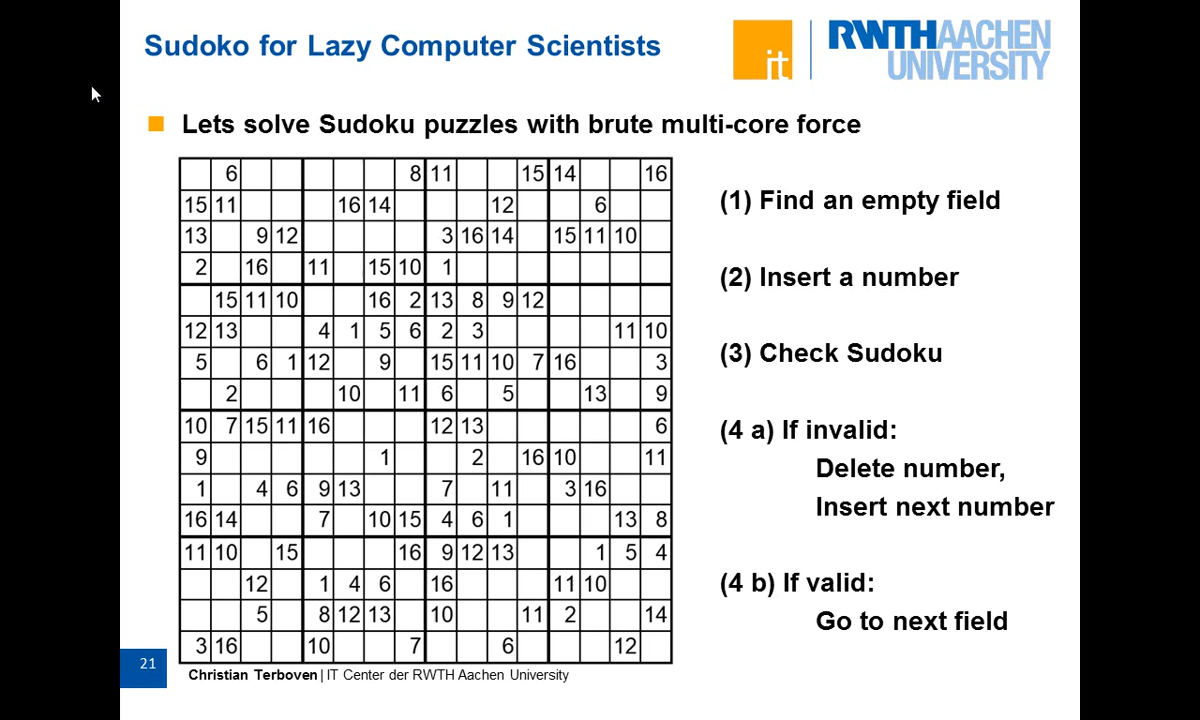 Sudoko for Lazy Computer Scientists
it
RWTHAACHEN
UNIVERSITY
Lets solve Sudoku puzzles with brute multi-core force
6 8 11 15 14 16
15 11 16 14 12 6
13 9 12 3 16 14 15 11 10
2 16 11 15 10 1
15 11 10 16 2 13 8 9 12
12 13 4 1 5 6 2 3 11 10
5 6 1 12 9 15 11 10 7 16 3
2 10 11 6 5 13 9
10 7 15 11 16 12 13 6
9 1 2 16 10 11
1 4 6 9 13 7 11 3 16
16 14 7 10 15 4 6 1 13 8
11 10 15 16 9 12 13 1 5 4
12 1 4 6 16 11 10
5 8 12 13 10 11 2 14
3 16 10 7 6 12
(1) Find an empty field
(2) Insert a number
(3) Check Sudoku
(4 a) If invalid:
Delete number,
Insert next number
(4 b) If valid:
Go to next field
21
Christian Terboven | IT Center der RWTH Aachen University